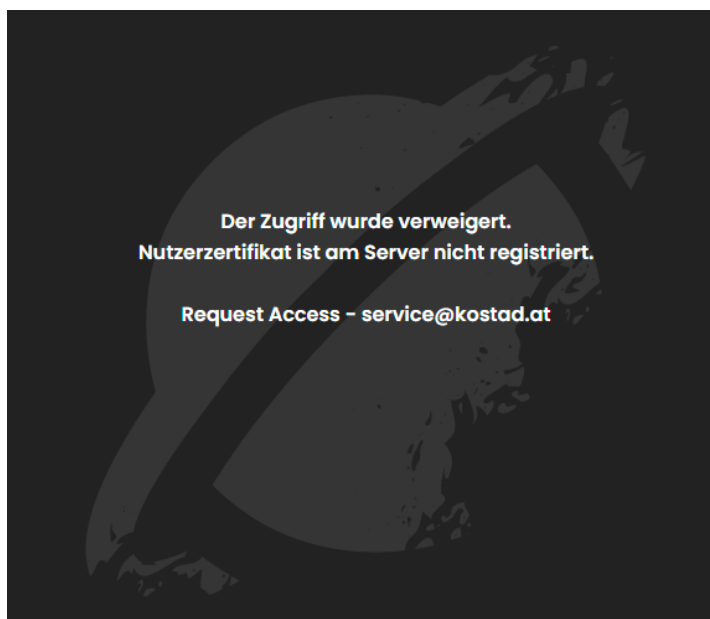 Der Zugriff wurde verweigert.
Nutzerzertifikat ist am Server nicht registriert.
Request Access - service@kostad.at